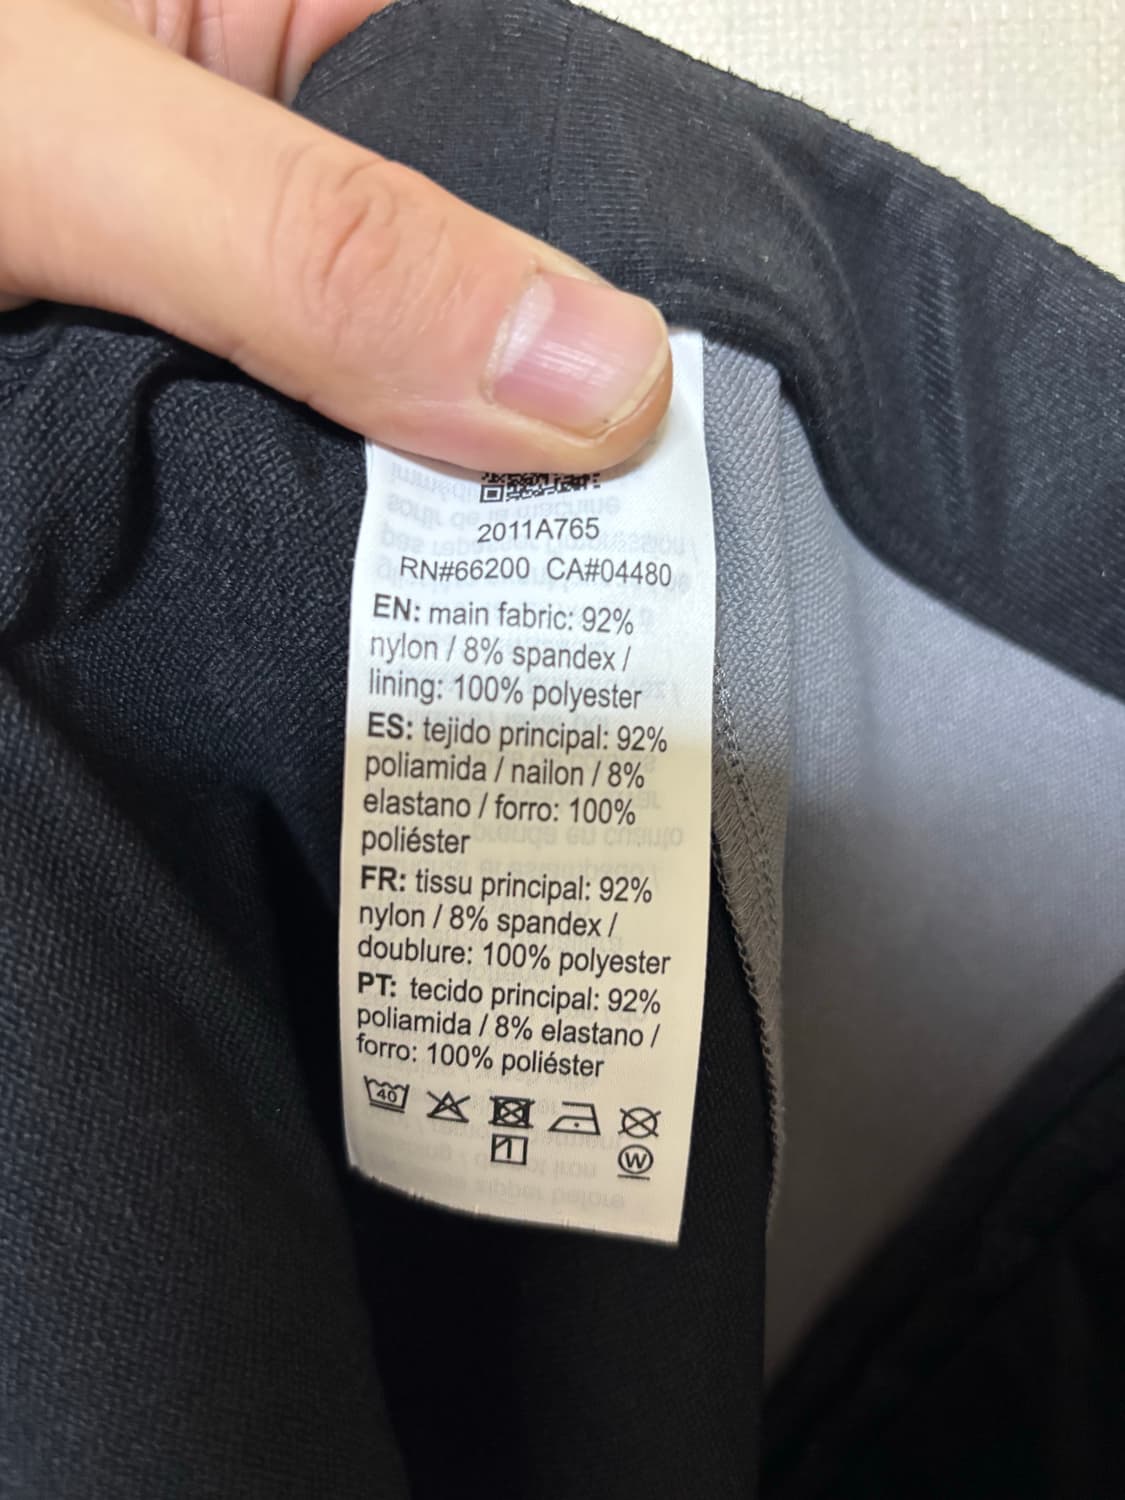 2011A765
RN#66200 CA#04480
EN: main fabric: 92%
nylon / 8% spandex /
lining: 100% polyester
ES: tejido principal: 92%
poliamida / nailon / 8%
elastano / forro: 100%
poliéster
FR: tissu principal: 92%
nylon / 8% spandex /
doublure: 100% polyester
PT: tecido principal: 92%
poliamida / 8% elastano /
forro: 100% poliéster
40
W